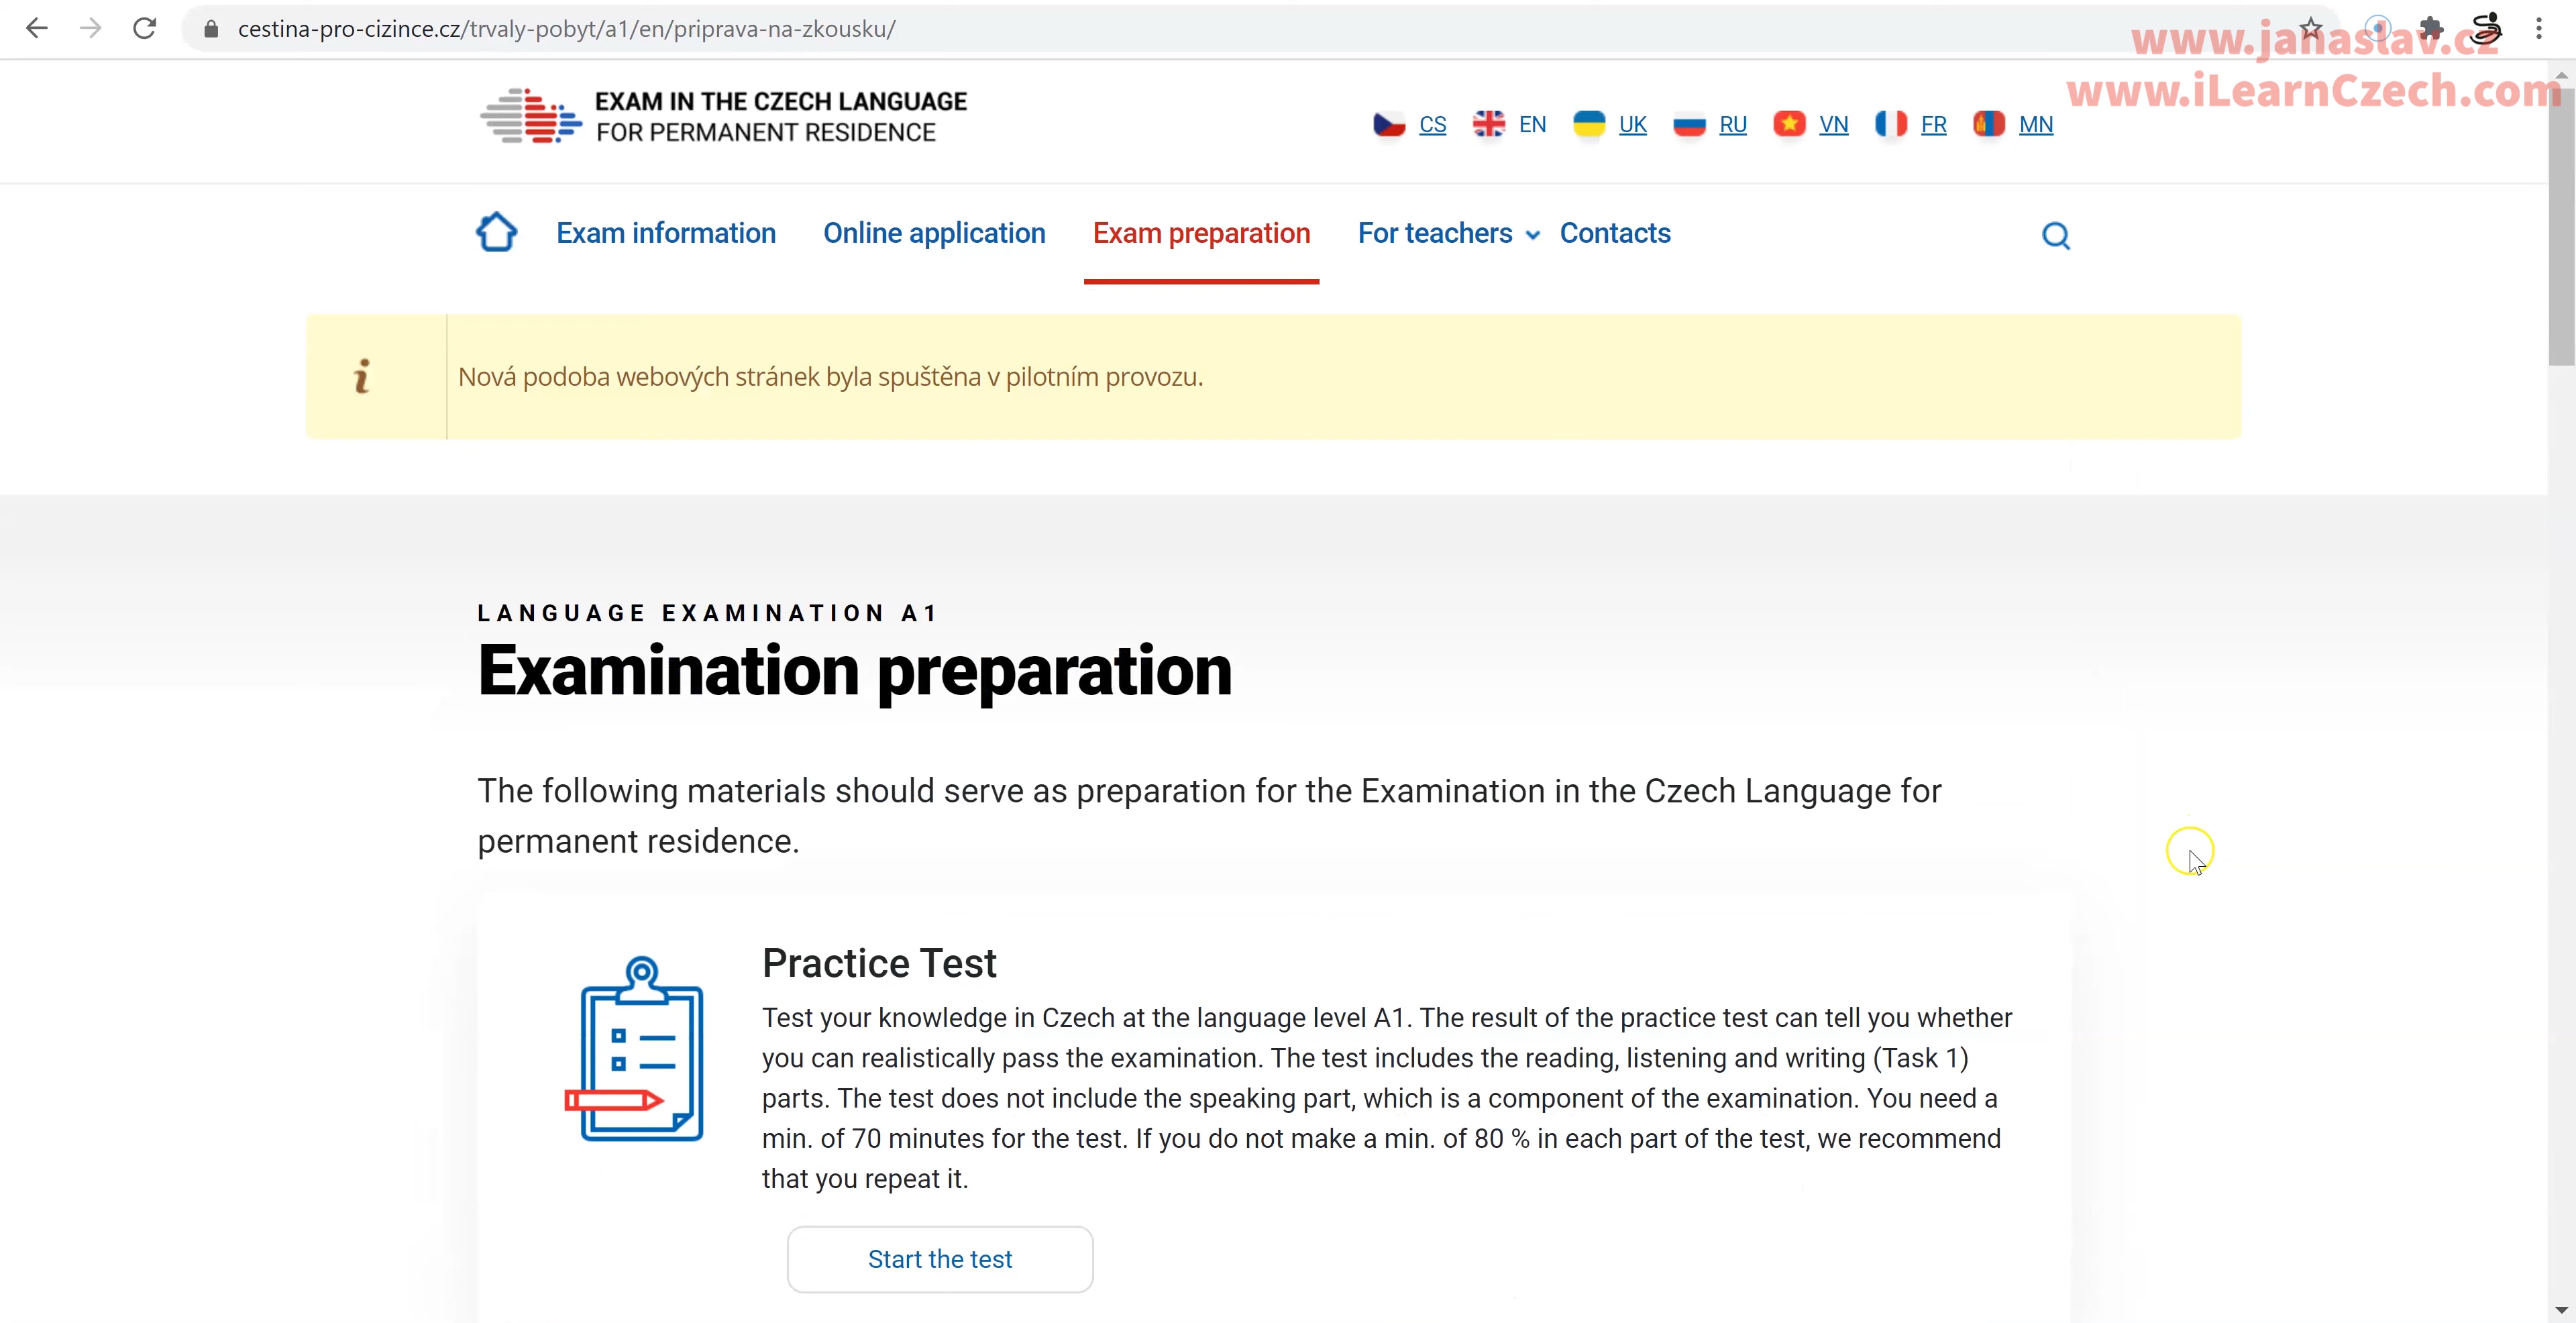 cestina-pro-cizince.cz/trvaly-pobyt/a1/en/priprava-na-zkousku/
www.janaslav.cz
www.iLearnCzech.com
EXAM IN THE CZECH LANGUAGE
FOR PERMANENT RESIDENCE
CS EN UK RU VN FR MN
Exam information Online application Exam preparation For teachers Contacts
Nová podoba webových stránek byla spuštěna v pilotním provozu.
LANGUAGE EXAMINATION A1
Examination preparation
The following materials should serve as preparation for the Examination in the Czech Language for
permanent residence.
Practice Test
Test your knowledge in Czech at the language level A1. The result of the practice test can tell you whether
you can realistically pass the examination. The test includes the reading, listening and writing (Task 1)
parts. The test does not include the speaking part, which is a component of the examination. You need a
min. of 70 minutes for the test. If you do not make a min. of 80 % in each part of the test, we recommend
that you repeat it.
Start the test